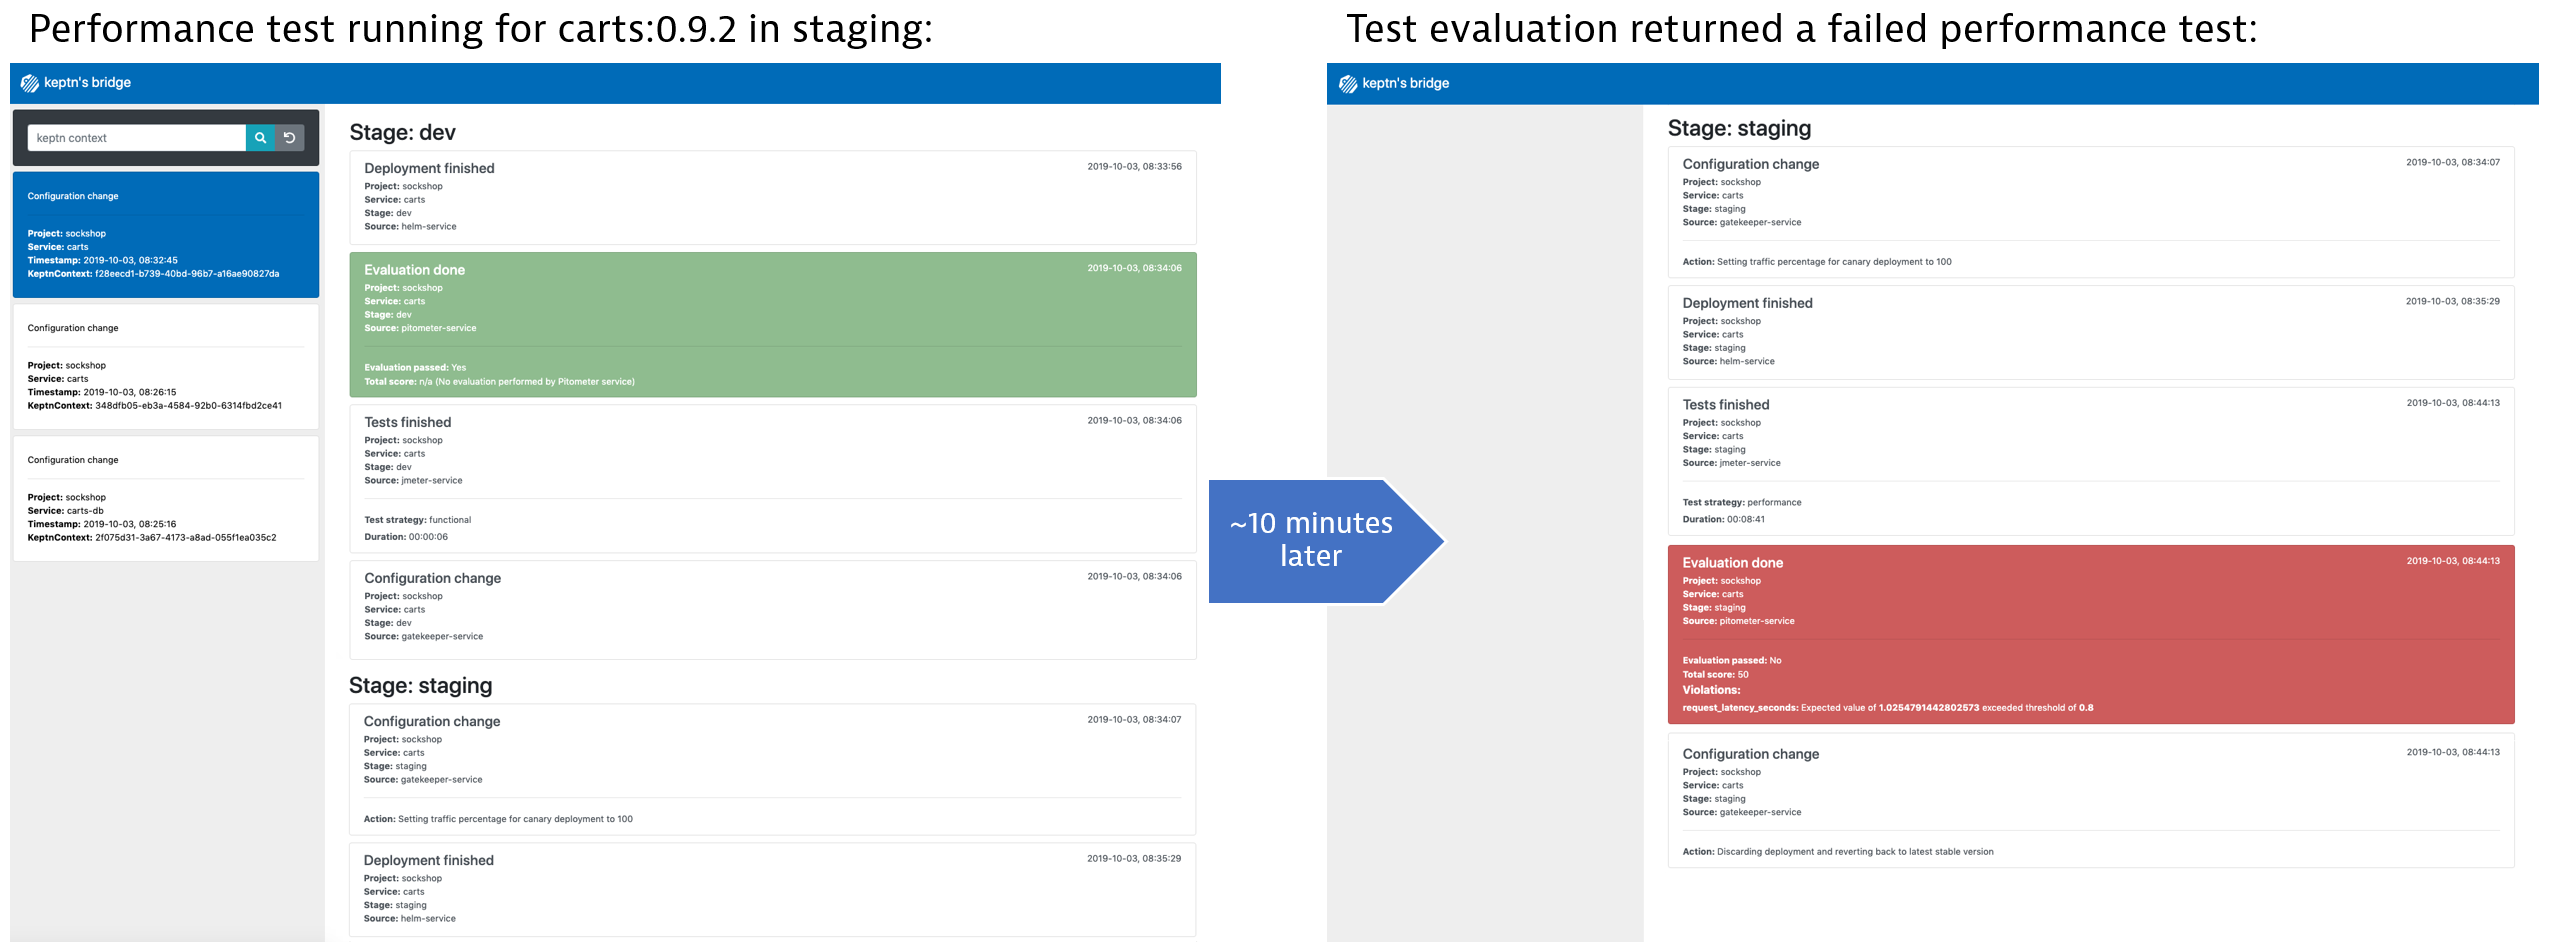 Performance test running for carts:0.9.2 in staging:
keptn's bridge
keptn context
Configuration change
Project: sockshop
Service: carts
Timestamp: 2019-10-03, 08:32:45
KeptnContext: f28eecd1-b739-40bd-96b7-a16ae90827da
Configuration change
Project: sockshop
Service: carts
Timestamp: 2019-10-03, 08:26:15
KeptnContext: 348dfb05-eb3a-4584-92b0-6314fbd2ce41
Configuration change
Project: sockshop
Service: carts-db
Timestamp: 2019-10-03, 08:25:16
KeptnContext: 2f075d31-3a67-4173-a8ad-055f1ea035c2
Stage: dev
Deployment finished 2019-10-03, 08:33:56
Project: sockshop
Service: carts
Stage: dev
Source: helm-service
Evaluation done 2019-10-03, 08:34:06
Project: sockshop
Service: carts
Stage: dev
Source: pitometer-service
Evaluation passed: Yes
Total score: n/a (No evaluation performed by Pitometer service)
Tests finished 2019-10-03, 08:34:06
Project: sockshop
Service: carts
Stage: dev
Source: jmeter-service
Test strategy: functional
Duration: 00:00:06
Configuration change 2019-10-03, 08:34:06
Project: sockshop
Service: carts
Stage: dev
Source: gatekeeper-service
Stage: staging
Configuration change 2019-10-03, 08:34:07
Project: sockshop
Service: carts
Stage: staging
Source: gatekeeper-service
Action: Setting traffic percentage for canary deployment to 100
Deployment finished 2019-10-03, 08:35:29
Project: sockshop
Service: carts
Stage: staging
Source: helm-service
~10 minutes
later
Test evaluation returned a failed performance test:
keptn's bridge
Stage: staging
Configuration change 2019-10-03, 08:34:07
Project: sockshop
Service: carts
Stage: staging
Source: gatekeeper-service
Action: Setting traffic percentage for canary deployment to 100
Deployment finished 2019-10-03, 08:35:29
Project: sockshop
Service: carts
Stage: staging
Source: helm-service
Tests finished 2019-10-03, 08:44:13
Project: sockshop
Service: carts
Stage: staging
Source: jmeter-service
Test strategy: performance
Duration: 00:08:41
Evaluation done 2019-10-03, 08:44:13
Project: sockshop
Service: carts
Stage: staging
Source: pitometer-service
Evaluation passed: No
Total score: 50
Violations:
request_latency_seconds: Expected value of 1.0254791442802573 exceeded threshold of 0.8
Configuration change 2019-10-03, 08:44:13
Project: sockshop
Service: carts
Stage: staging
Source: gatekeeper-service
Action: Discarding deployment and reverting back to latest stable version